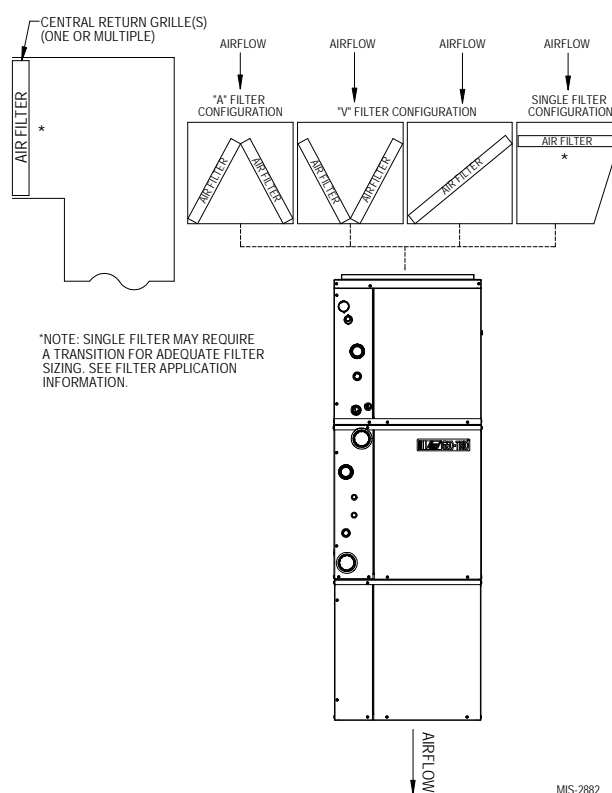 CENTRAL RETURN GRILLE(S)
(ONE OR MULTIPLE)
AIR FILTER
*
AIRFLOW
AIRFLOW
AIRFLOW
AIRFLOW
"A" FILTER
CONFIGURATION
"V" FILTER CONFIGURATION
SINGLE FILTER
CONFIGURATION
AIR FILTER
AIR FILTER
AIR FILTER
AIR FILTER
AIR FILTER
AIR FILTER
*
*NOTE: SINGLE FILTER MAY REQUIRE
A TRANSITION FOR ADEQUATE FILTER
SIZING. SEE FILTER APPLICATION
INFORMATION.
GEO-TEC
AIRFLOW
MIS-2882